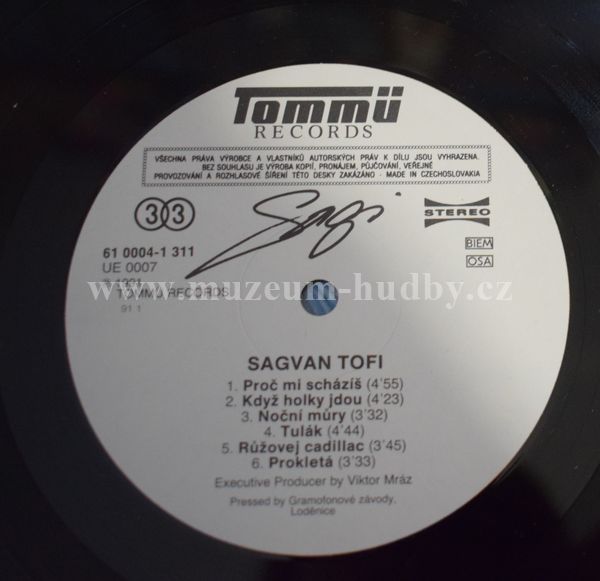 Tommü
RECORDS
VŠECHNA PRÁVA VÝROBCE A VLASTNÍKŮ AUTORSKÝCH PRÁV K DÍLU JSOU VYHRAZENA.
BEZ SOUHLASU JE VÝROBA KOPIÍ, PRONÁJEM, PŮJČOVÁNÍ, VEŘEJNÉ
PROVOZOVÁNÍ A ROZHLASOVÉ ŠÍŘENÍ TÉTO DESKY ZAKÁZÁNO · MADE IN CZECHOSLOVAKIA
33
Sagi
STEREO
61 0004-1 311
UE 0007
BIEM
OSA
1991
TOMMÜ RECORDS
91 1
www.muzeum-hudby.cz
SAGVAN TOFI
1. Proč mi scházíš (4'55)
2. Když holky jdou (4'23)
3. Noční můry (3'32)
4. Tulák (4'44)
5. Růžovej cadillac (3'45)
6. Prokletá (3'33)
Executive Producer by Viktor Mráz
Pressed by Gramofonové závody,
Loděnice